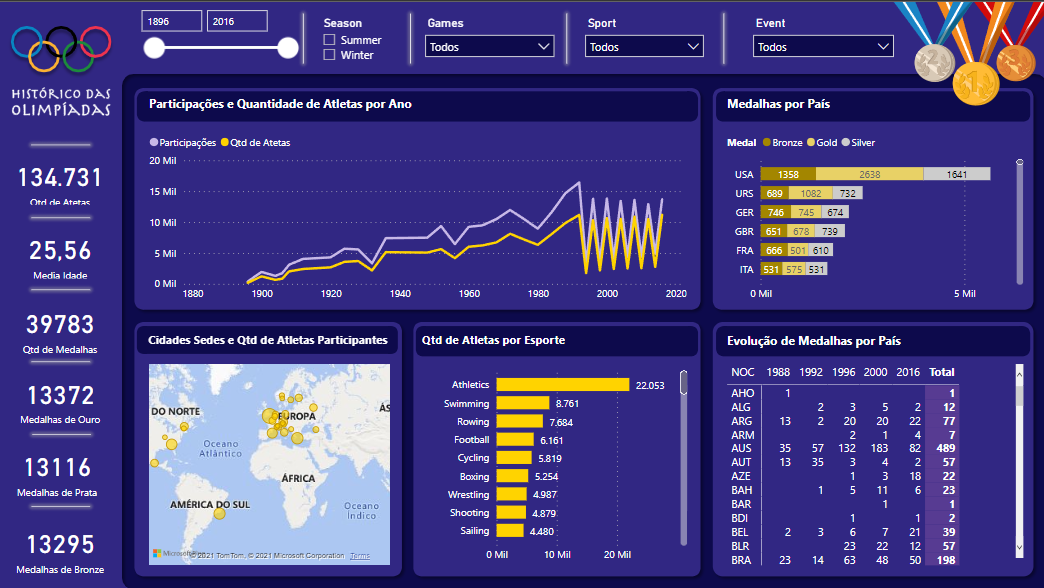 1896 2016
Season
Summer
Winter
Games
Todos
Sport
Todos
Event
Todos
2 1 3
HISTÓRICO DAS
OLIMPÍADAS
134.731
Qtd de Atetas
25,56
Media Idade
39783
Qtd de Medalhas
13372
Medalhas de Ouro
13116
Medalhas de Prata
13295
Medalhas de Bronze
Participações e Quantidade de Atletas por Ano
Participações Qtd de Atetas
20 Mil
15 Mil
10 Mil
5 Mil
0 Mil
1880 1900 1920 1940 1960 1980 2000 2020
Medalhas por País
Medal Bronze Gold Silver
USA 1358 2638 1641
URS 689 1082 732
GER 746 745 674
GBR 651 678 739
FRA 666 501 610
ITA 531 575 531
0 Mil 5 Mil
Cidades Sedes e Qtd de Atletas Participantes
DO NORTE
EUROPA
ÁS
Oceano
Atlântico
ÁFRICA
AMÉRICA DO SUL
Oceano
Índico
Microsoft
© 2021 TomTom, © 2021 Microsoft Corporation Terms
Qtd de Atletas por Esporte
Athletics 22.053
Swimming 8.761
Rowing 7.684
Football 6.161
Cycling 5.819
Boxing 5.254
Wrestling 4.987
Shooting 4.879
Sailing 4.480
0 Mil 10 Mil 20 Mil
Evolução de Medalhas por País
NOC 1988 1992 1996 2000 2016 Total
AHO 1 1
ALG 2 3 5 2 12
ARG 13 2 20 20 22 77
ARM 2 1 4 7
AUS 35 57 132 183 82 489
AUT 13 35 3 4 2 57
AZE 1 3 18 22
BAH 1 5 11 6 23
BAR 1 1
BDI 1 1 2
BEL 2 3 6 7 21 39
BLR 23 22 12 57
BRA 23 14 63 48 50 198